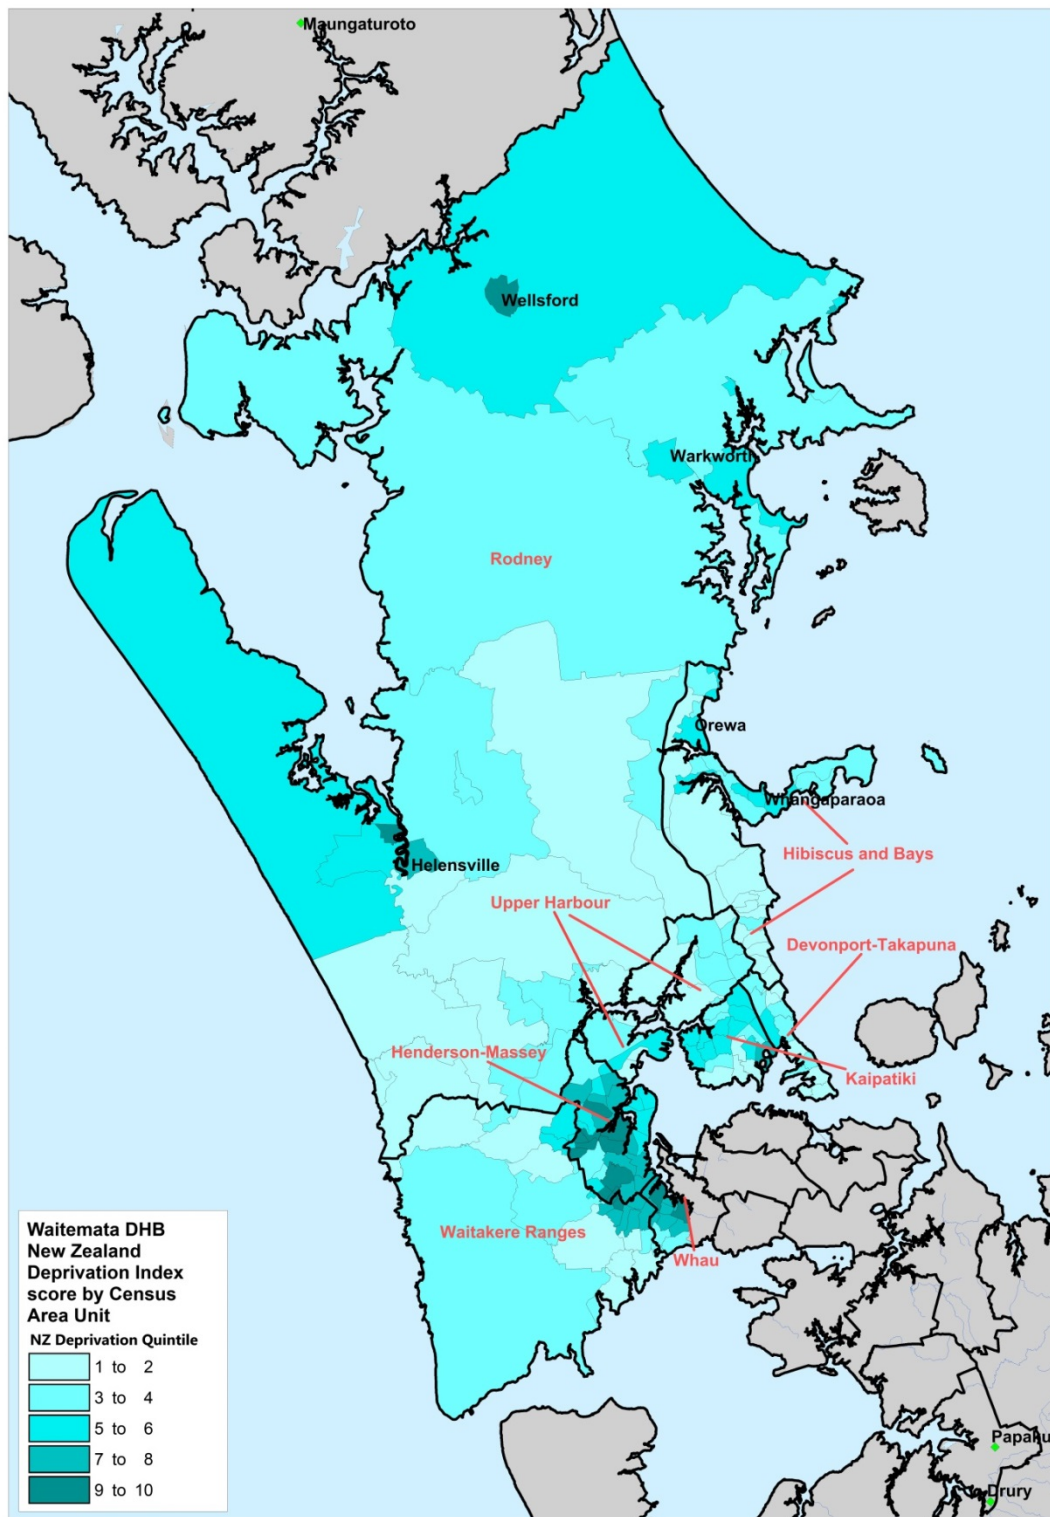 Maungaturoto
Wellsford
Warkworth
Rodney
Orewa
Whangaparaoa
Hibiscus and Bays
Helensville
Upper Harbour
Devonport-Takapuna
Henderson-Massey
Kaipatiki
Waitakere Ranges
Whau
Waitemata DHB
New Zealand
Deprivation Index
score by Census
Area Unit
NZ Deprivation Quintile
1 to 2
3 to 4
5 to 6
7 to 8
9 to 10
Papaku
Drury